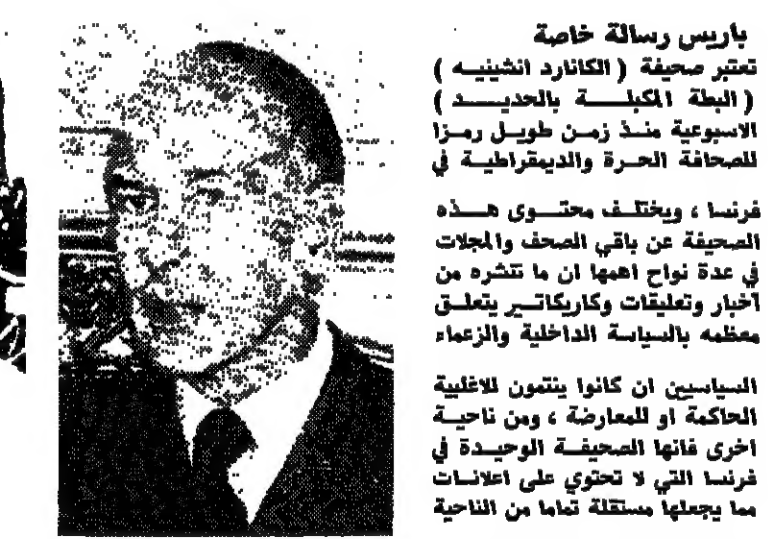 باريس رسالة خاصة
تعتبر صحيفة ( الكانارد انشينيه )
( البطة المكبلة بالحديد )
الاسبوعية منذ زمن طويل رمزا
للصحافة الحرة والديمقراطية في
فرنسا ، ويختلف محتوى هذه
الصحيفة عن باقي الصحف والمجلات
في عدة نواح اهمها ان ما تنشره من
أخبار وتعليقات وكاريكاتير يتعلق
معظمه بالسياسة الداخلية والزعماء
السياسيين ان كانوا ينتمون للاغلبية
الحاكمة او للمعارضة ، ومن ناحية
اخرى فانها الصحيفة الوحيدة في
فرنسا التي لا تحتوي على اعلانات
مما يجعلها مستقلة تماما من الناحية